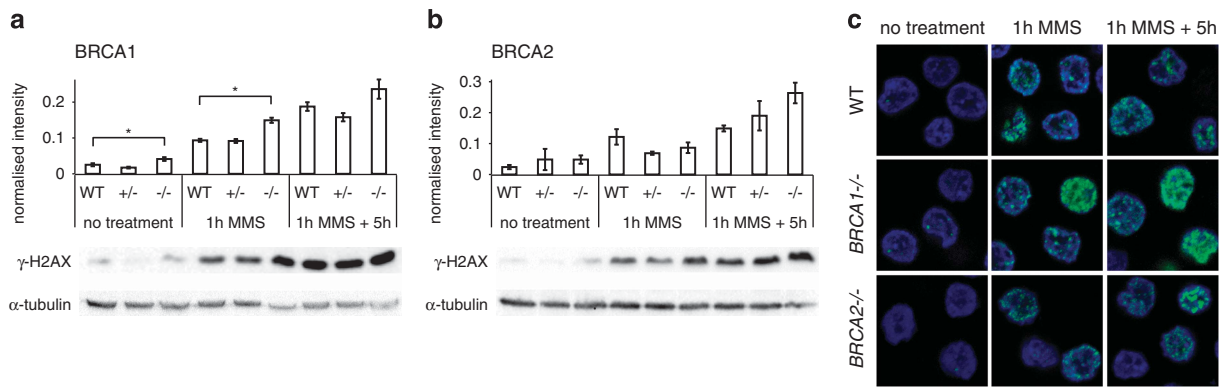 a
BRCA1
normalised intensity
0.2
0.1
0
*
*
WT +/- -/- WT +/- -/- WT +/- -/-
no treatment 1h MMS 1h MMS + 5h
γ-H2AX
α-tubulin
b
BRCA2
normalised intensity
0.3
0.2
0.1
0
WT +/- -/- WT +/- -/- WT +/- -/-
no treatment 1h MMS 1h MMS + 5h
γ-H2AX
α-tubulin
c
no treatment 1h MMS 1h MMS + 5h
WT
BRCA1-/-
BRCA2-/-